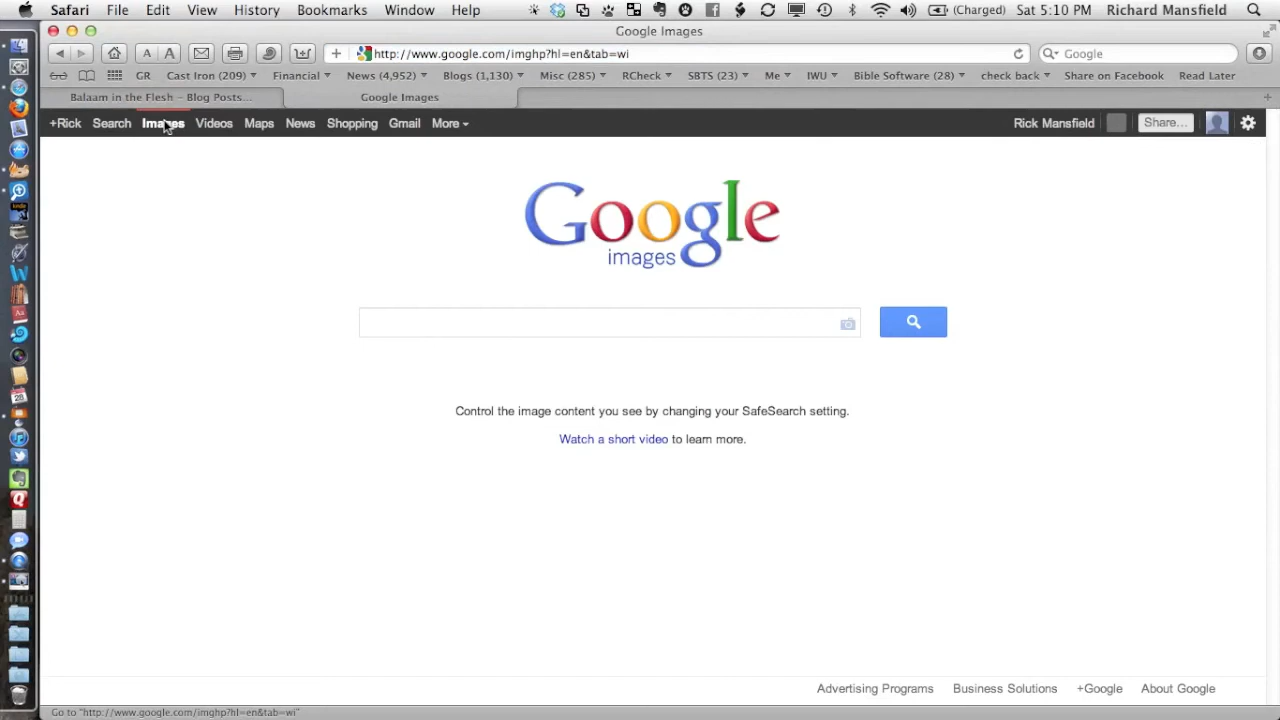 Safari File Edit View History Bookmarks Window Help (Charged) Sat 5:10 PM Richard Mansfield
Google Images
A A http://www.google.com/imghp?hl=en&tab=wi Google
GR Cast Iron (209) Financial News (4,952) Blogs (1,130) Misc (285) RCheck SBTS (33) Me IWU Bible Software (28) check back Share on Facebook Read Later
Balaam in the Flesh – Blog Posts... Google Images
+Rick Search Images Videos Maps News Shopping Gmail More Rick Mansfield Share...
Google
images
Control the image content you see by changing your SafeSearch setting.
Watch a short video to learn more.
Advertising Programs Business Solutions +Google About Google
Go to "http://www.google.com/imghp?hl=en&tab=wi"